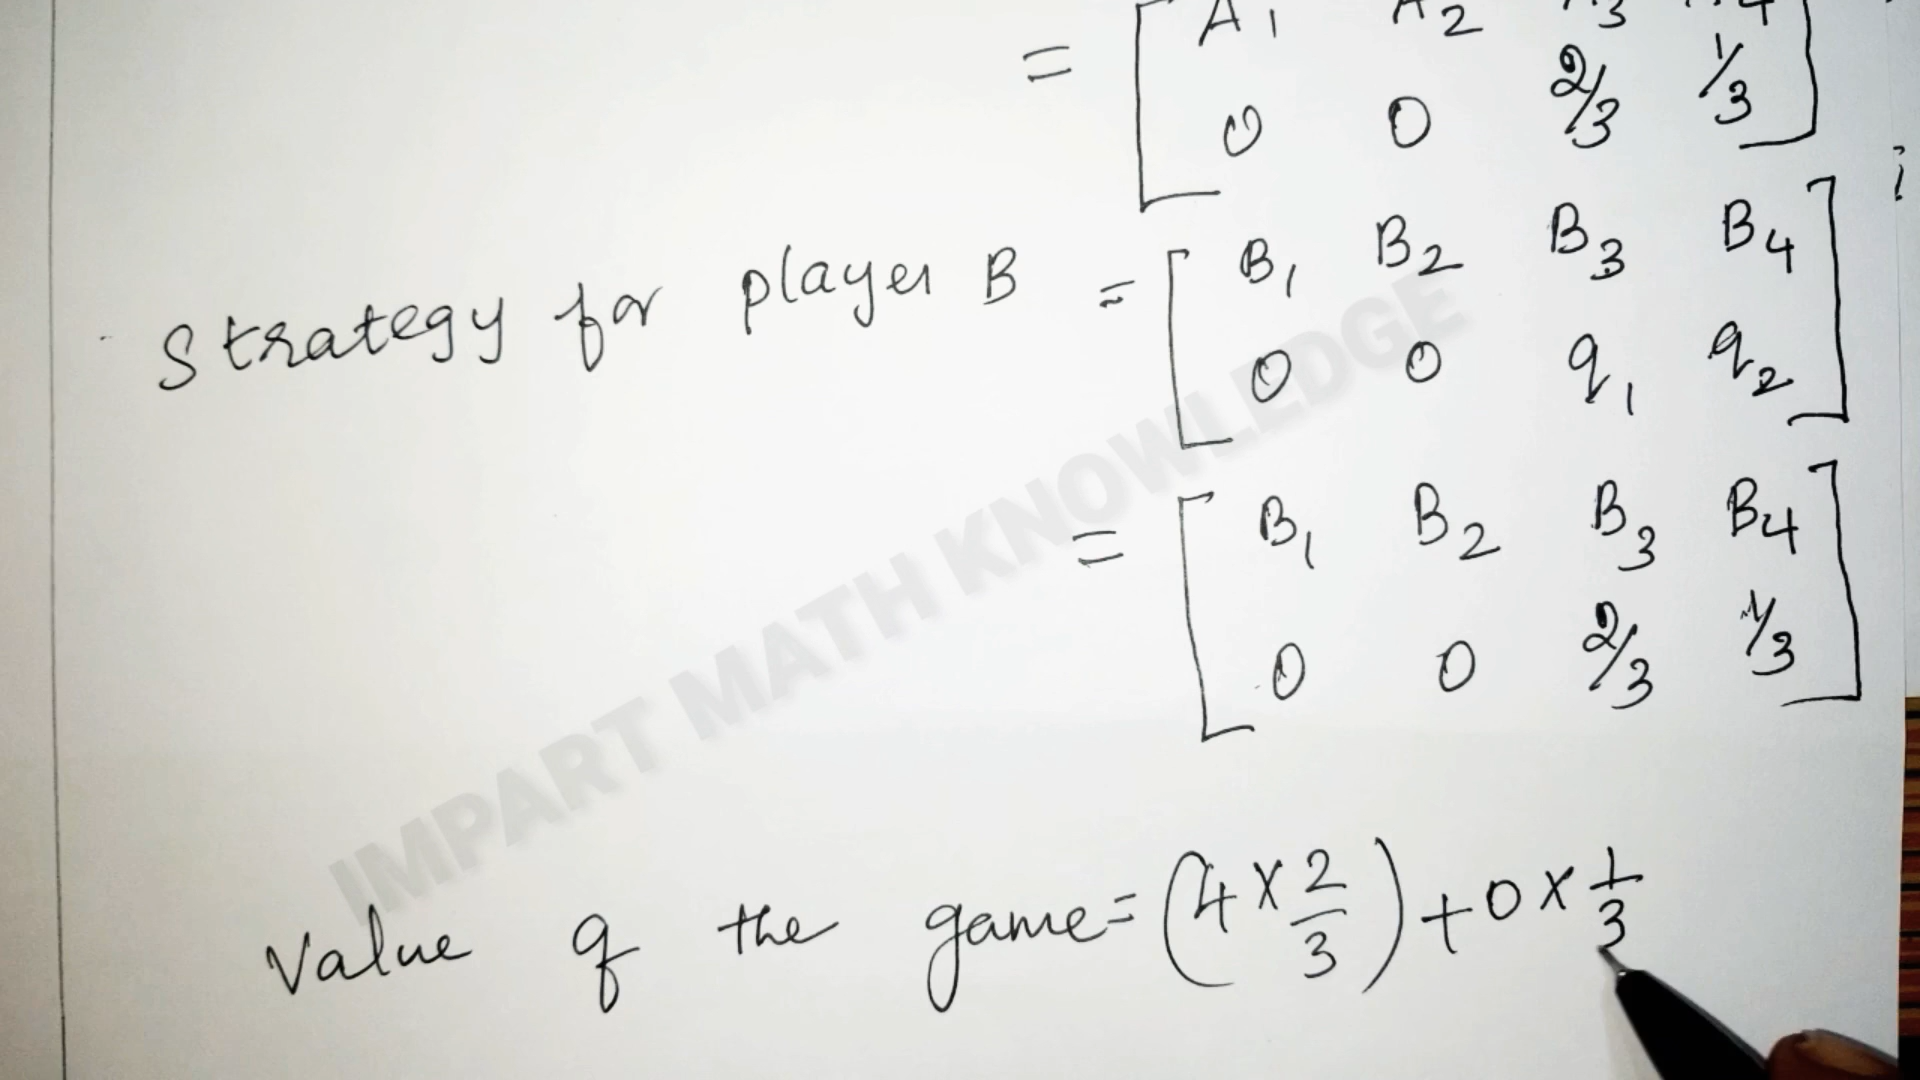 = [ A1 A2 A3 A4
0 0 2/3 1/3 ]
Strategy for player B = [ B1 B2 B3 B4
0 0 q1 q2 ]
= [ B1 B2 B3 B4
0 0 2/3 1/3 ]
Value of the game = (4 × 2/3) + 0 × 1/3
IMPART MATH KNOWLEDGE